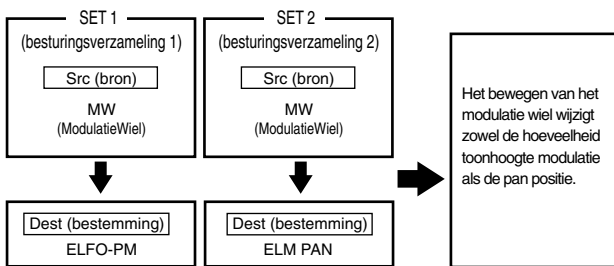 SET 1
(besturingsverzameling 1)
Src (bron)
MW
(ModulatieWiel)
Dest (bestemming)
ELFO-PM
SET 2
(besturingsverzameling 2)
Src (bron)
MW
(ModulatieWiel)
Dest (bestemming)
ELM PAN
Het bewegen van het
modulatie wiel wijzigt
zowel de hoeveelheid
toonhoogte modulatie
als de pan positie.